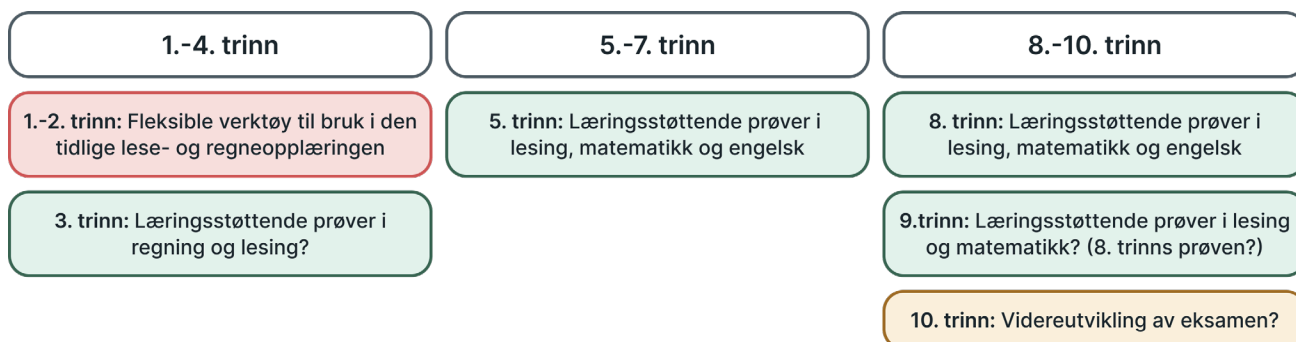 1.-4. trinn
1.-2. trinn: Fleksible verktøy til bruk i den
tidlige lese- og regneopplæringen
3. trinn: Læringsstøttende prøver i
regning og lesing?
5.-7. trinn
5. trinn: Læringsstøttende prøver i
lesing, matematikk og engelsk
8.-10. trinn
8. trinn: Læringsstøttende prøver i
lesing, matematikk og engelsk
9.trinn: Læringsstøttende prøver i lesing
og matematikk? (8. trinns prøven?)
10. trinn: Videreutvikling av eksamen?